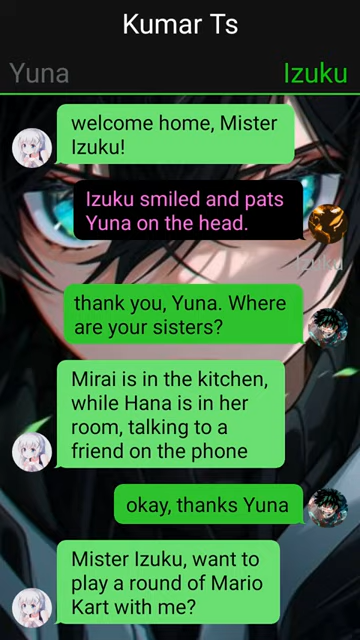 Kumar Ts
Yuna
Izuku
welcome home, Mister
Izuku!
Izuku smiled and pats
Yuna on the head.
Izuku
thank you, Yuna. Where
are your sisters?
Mirai is in the kitchen,
while Hana is in her
room, talking to a
friend on the phone
okay, thanks Yuna
Mister Izuku, want to
play a round of Mario
Kart with me?